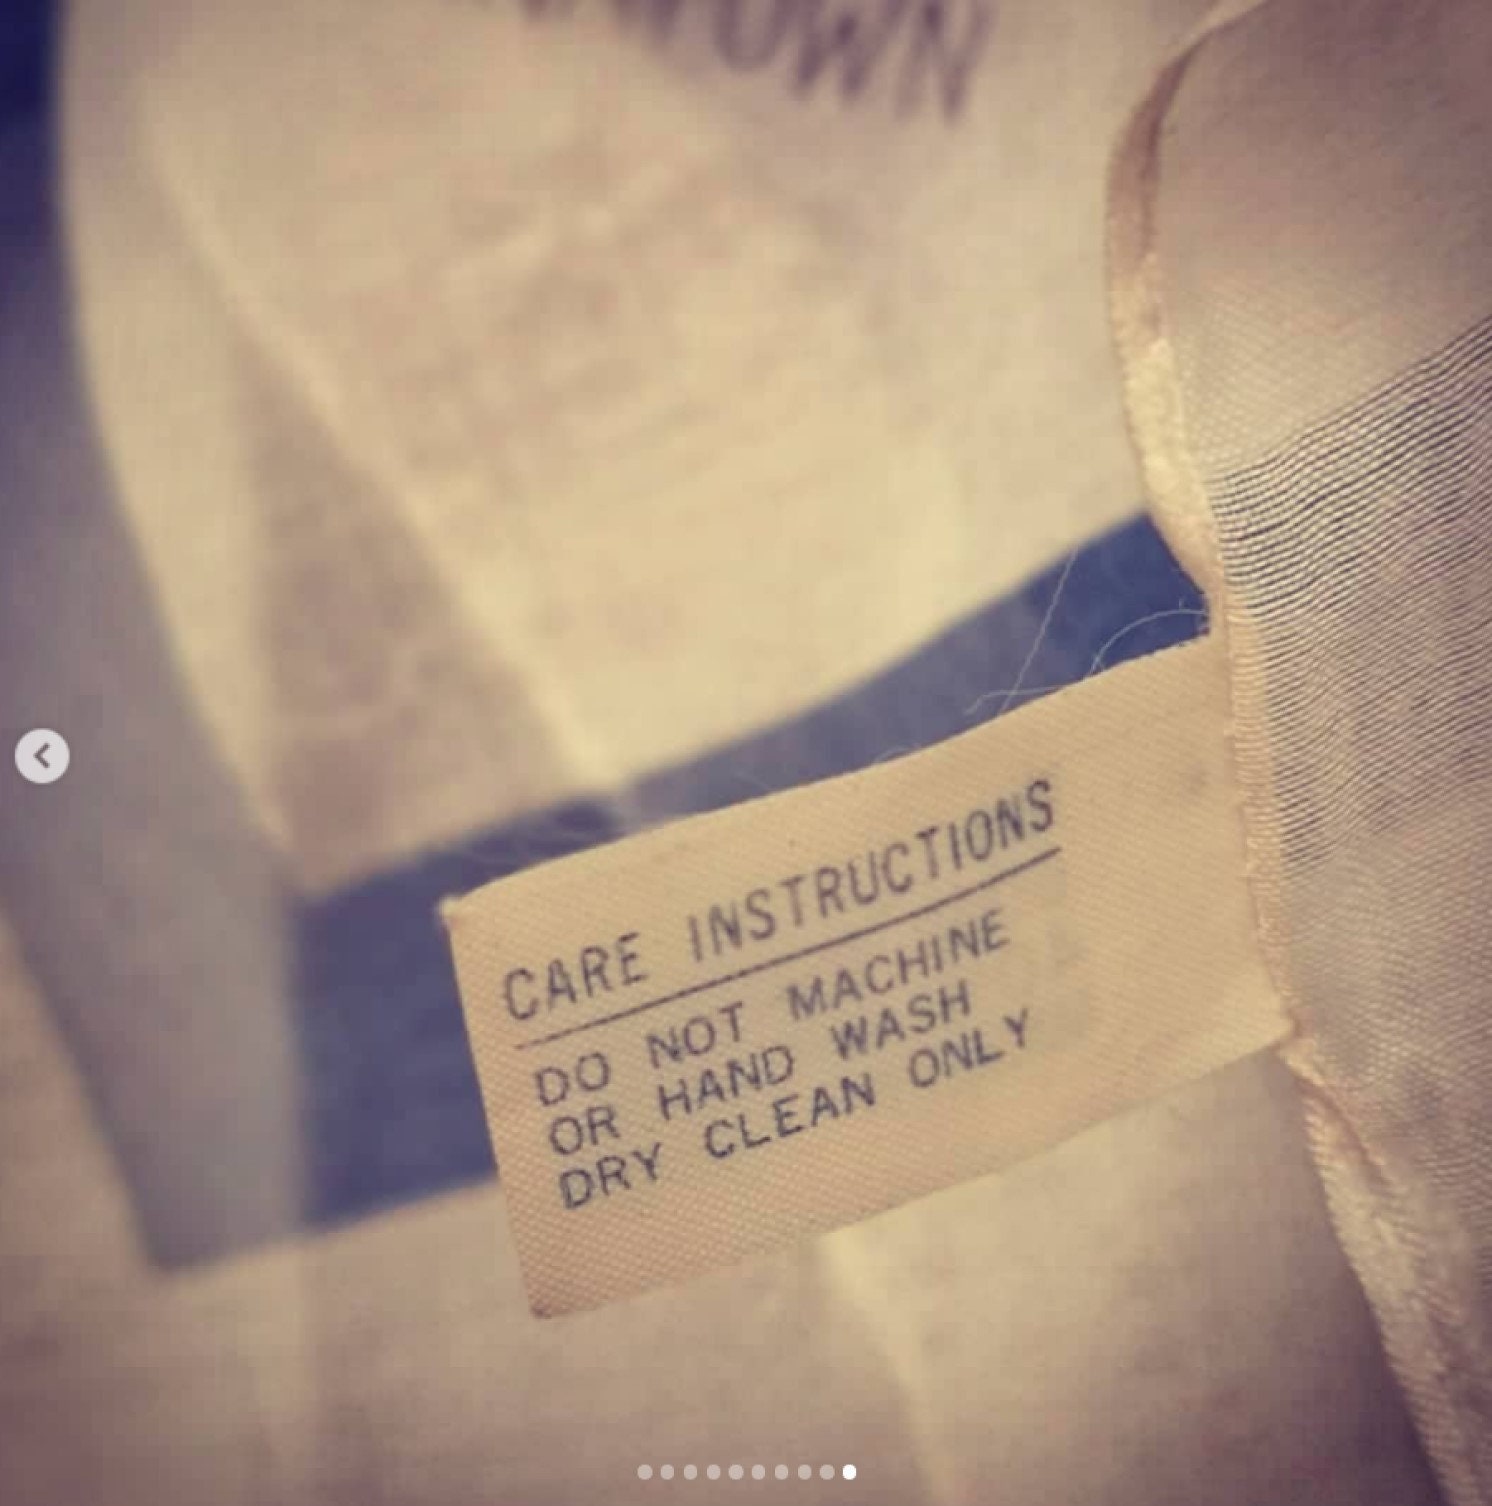 CARE INSTRUCTIONS
DO NOT MACHINE
OR HAND WASH
DRY CLEAN ONLY